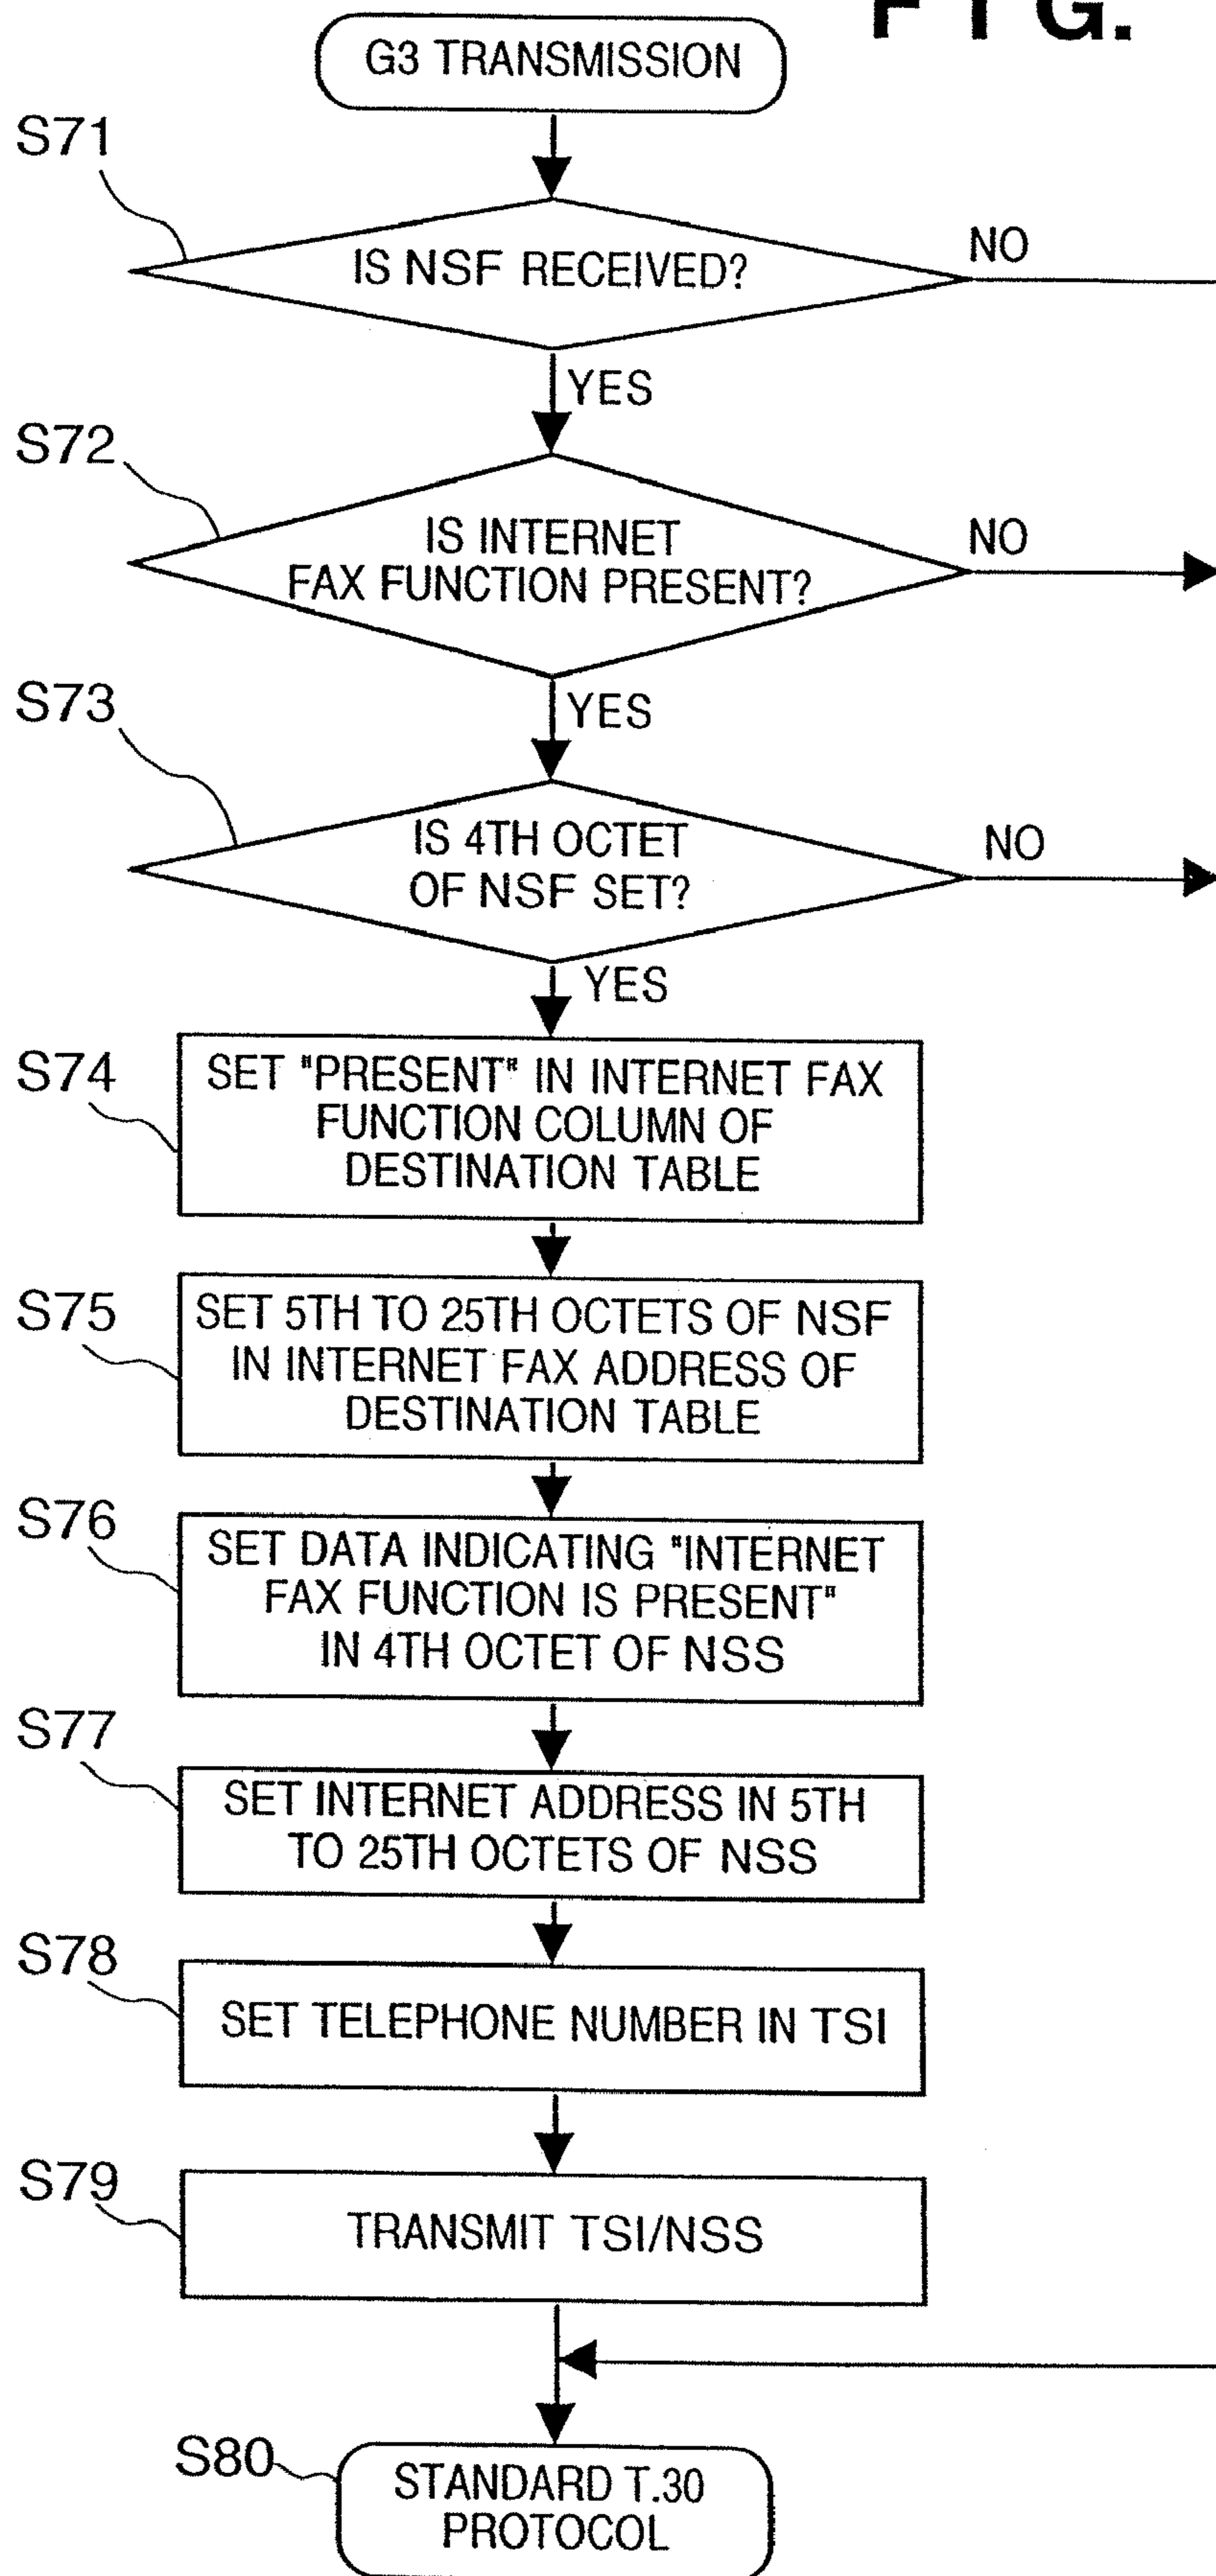 FIG.
G3 TRANSMISSION
S71
IS NSF RECEIVED?
NO
YES
S72
IS INTERNET
FAX FUNCTION PRESENT?
NO
YES
S73
IS 4TH OCTET
OF NSF SET?
NO
YES
S74
SET "PRESENT" IN INTERNET FAX
FUNCTION COLUMN OF
DESTINATION TABLE
S75
SET 5TH TO 25TH OCTETS OF NSF
IN INTERNET FAX ADDRESS OF
DESTINATION TABLE
S76
SET DATA INDICATING "INTERNET
FAX FUNCTION IS PRESENT"
IN 4TH OCTET OF NSS
S77
SET INTERNET ADDRESS IN 5TH
TO 25TH OCTETS OF NSS
S78
SET TELEPHONE NUMBER IN TSI
S79
TRANSMIT TSI/NSS
S80
STANDARD T.30
PROTOCOL